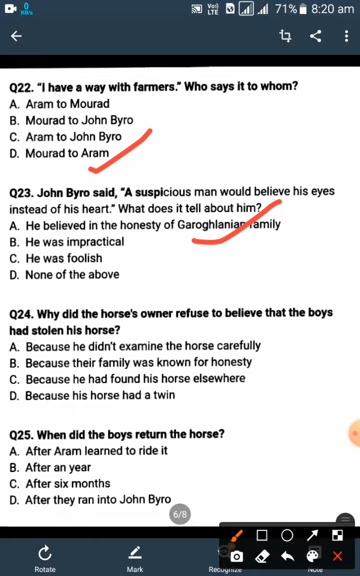 0
KB/s
Vo))
LTE
71%
8:20 am
Q22. "I have a way with farmers." Who says it to whom?
A. Aram to Mourad
B. Mourad to John Byro
C. Aram to John Byro
D. Mourad to Aram
Q23. John Byro said, "A suspicious man would believe his eyes
instead of his heart." What does it tell about him?
A. He believed in the honesty of Garoghlanian family
B. He was impractical
C. He was foolish
D. None of the above
Q24. Why did the horse's owner refuse to believe that the boys
had stolen his horse?
A. Because he didn't examine the horse carefully
B. Because their family was known for honesty
C. Because he had found his horse elsewhere
D. Because his horse had a twin
Q25. When did the boys return the horse?
A. After Aram learned to ride it
B. After an year
C. After six months
D. After they ran into John Byro
6/8
Rotate
Mark
Recognize
Note